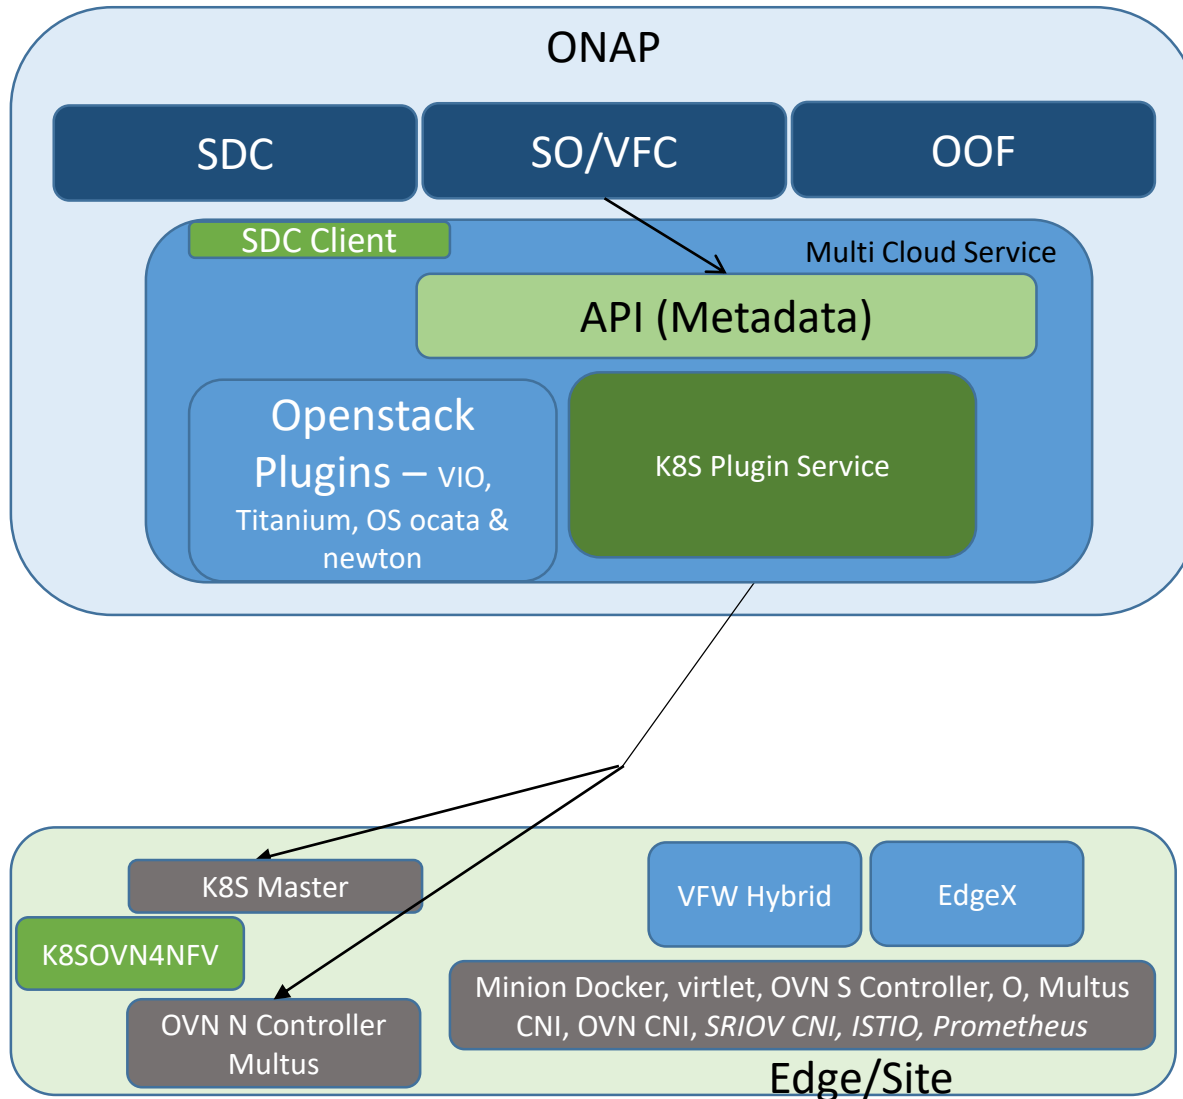 ONAP
SDC
SO/VFC
OOF
SDC Client
Multi Cloud Service
API (Metadata)
Openstack
Plugins – VIO,
Titanium, OS ocata &
newton
K8S Plugin Service
K8S Master
VFW Hybrid
EdgeX
K8SOVN4NFV
Minion Docker, virtlet, OVN S Controller, O, Multus
CNI, OVN CNI, SRIOV CNI, ISTIO, Prometheus
OVN N Controller
Multus
Edge/Site